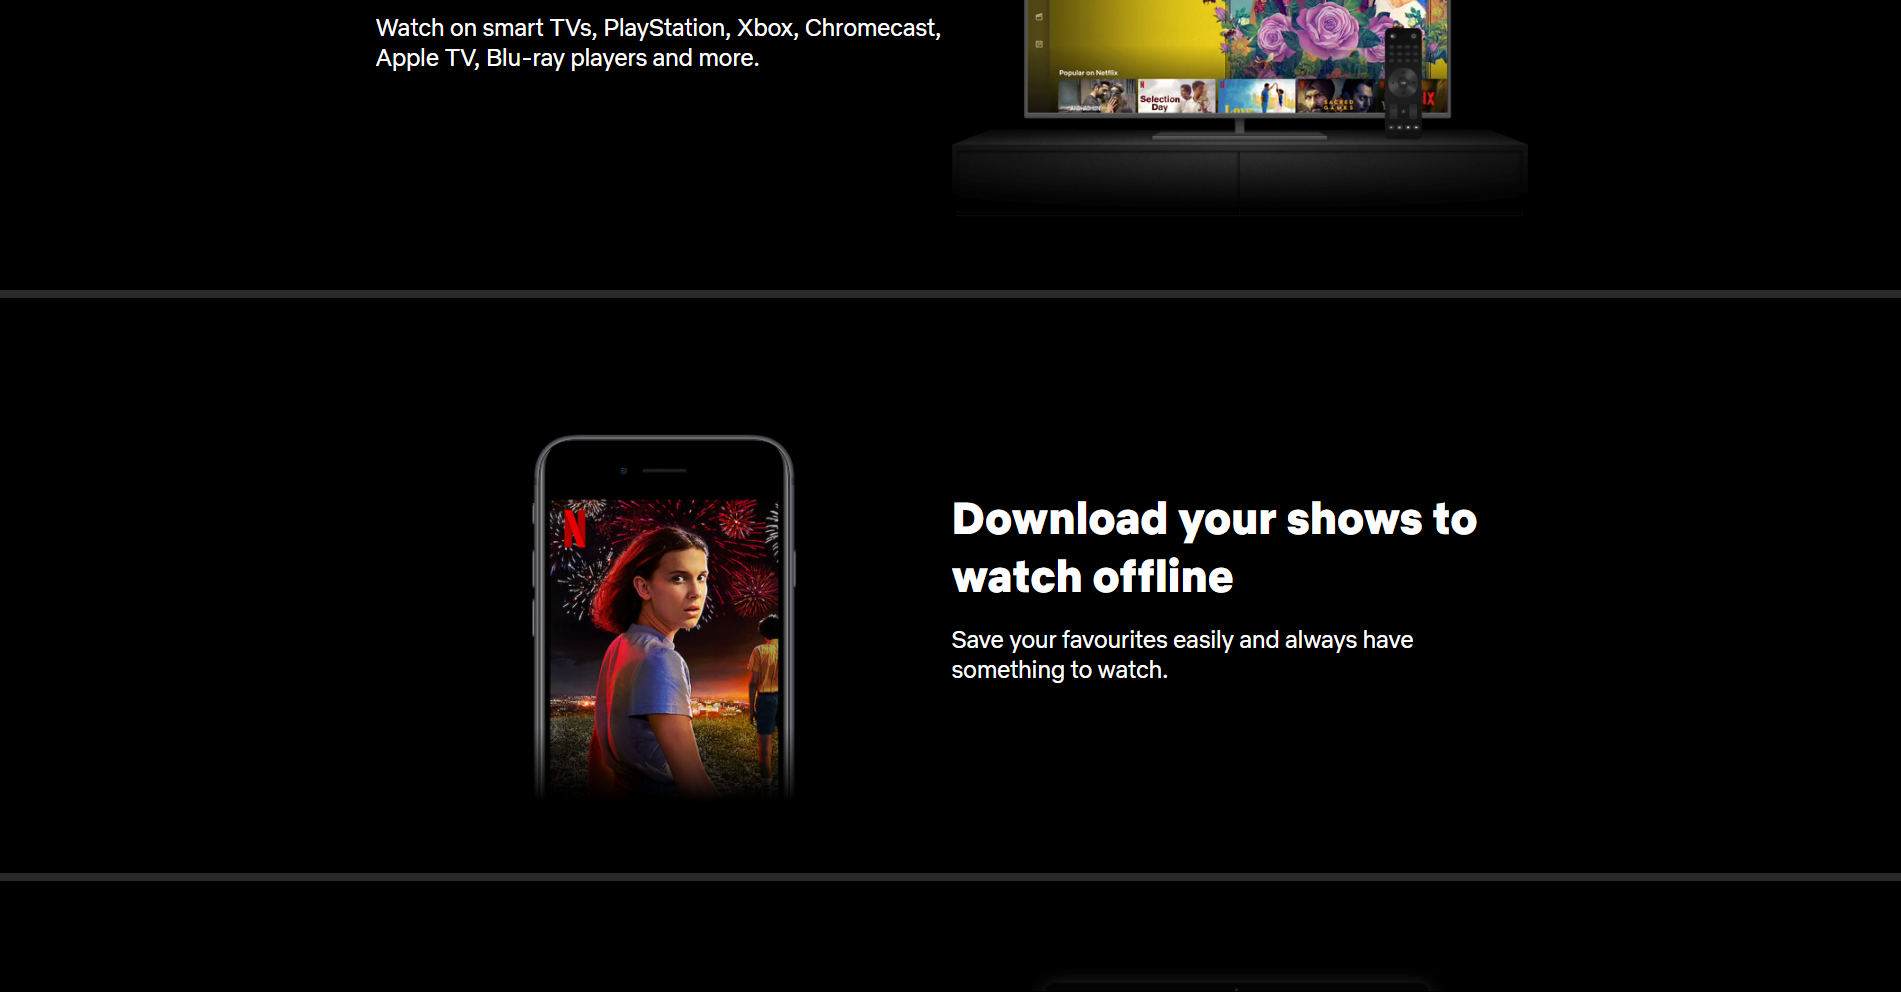 Watch on smart TVs, PlayStation, Xbox, Chromecast,
Apple TV, Blu-ray players and more.
Popular on Netflix
Selection
Day
SACRED
GAMES
N
Download your shows to
watch offline
Save your favourites easily and always have
something to watch.